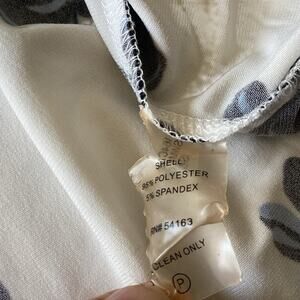 SHELL
95% POLYESTER
5% SPANDEX
RN# 54163
CLEAN ONLY
P